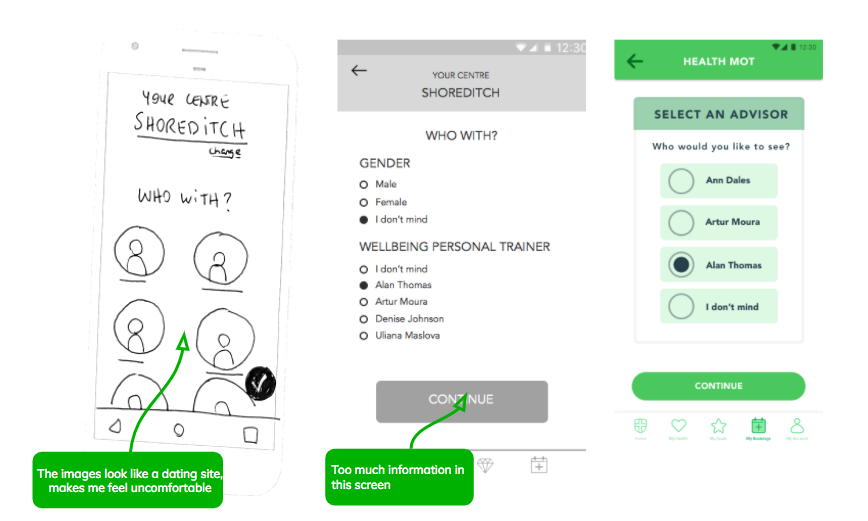 YOUR CENTRE
SHOREDITCH
change
WHO WITH?
The images look like a dating site,
makes me feel uncomfortable
12:30
YOUR CENTRE
SHOREDITCH
WHO WITH?
GENDER
Male
Female
I don't mind
WELLBEING PERSONAL TRAINER
I don't mind
Alan Thomas
Artur Moura
Denise Johnson
Uliana Maslova
CONTINUE
Too much information in
this screen
12:30
HEALTH MOT
SELECT AN ADVISOR
Who would you like to see?
Ann Dales
Artur Moura
Alan Thomas
I don't mind
CONTINUE
Home
My Health
My Goals
My Bookings
My Account